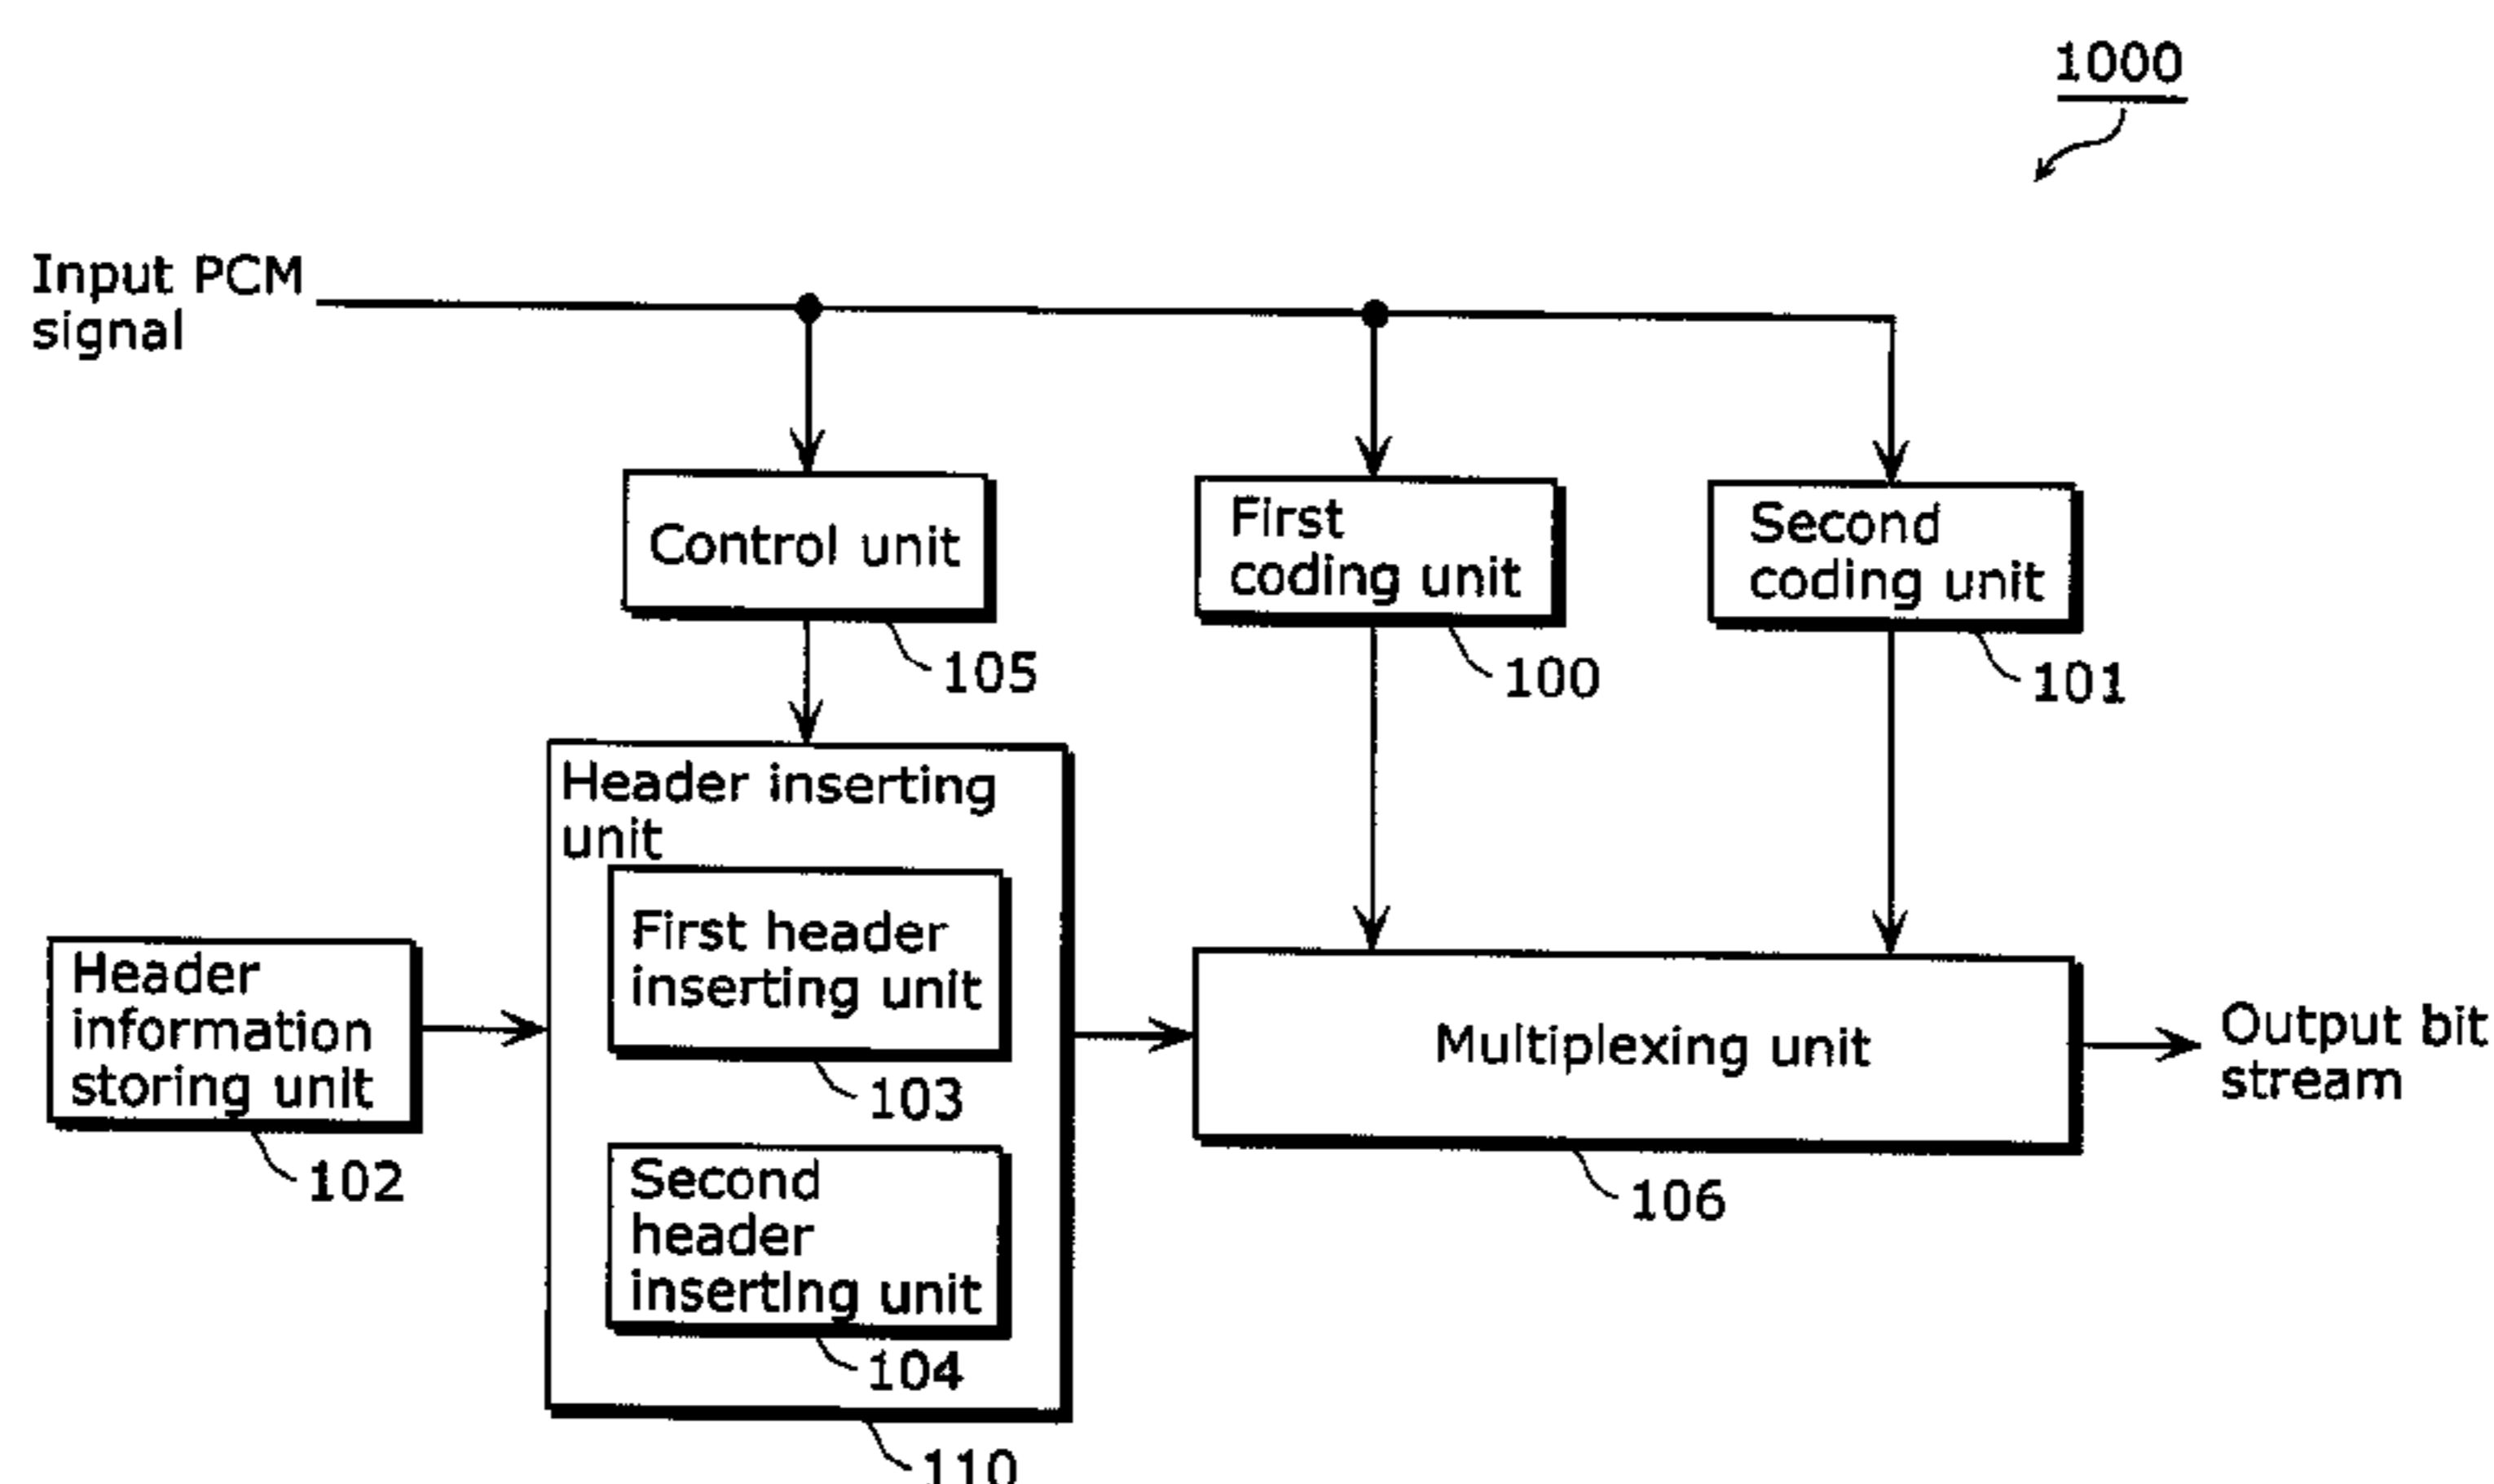 1000
Input PCM
signal
Control unit
105
First
coding unit
100
Second
coding unit
101
Header inserting
unit
First header
inserting unit
103
Second
header
inserting unit
104
110
Header
information
storing unit
102
Multiplexing unit
106
Output bit
stream